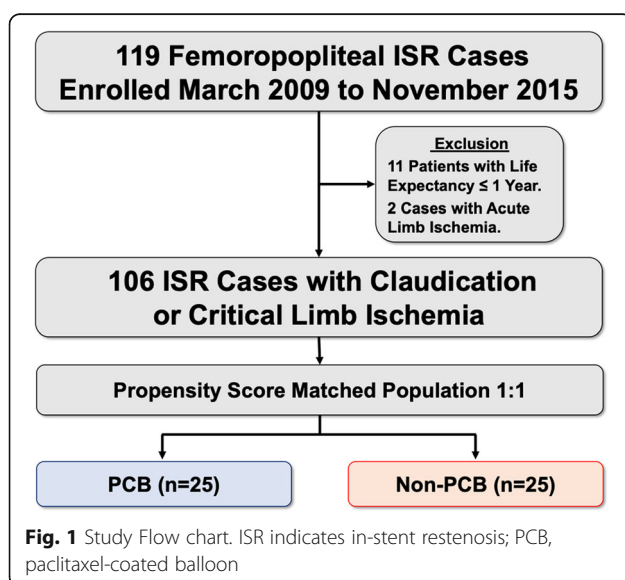 119 Femoropopliteal ISR Cases
Enrolled March 2009 to November 2015
Exclusion
11 Patients with Life
Expectancy ≤ 1 Year.
2 Cases with Acute
Limb Ischemia.
106 ISR Cases with Claudication
or Critical Limb Ischemia
Propensity Score Matched Population 1:1
PCB (n=25)
Non-PCB (n=25)
Fig. 1 Study Flow chart. ISR indicates in-stent restenosis; PCB,
paclitaxel-coated balloon